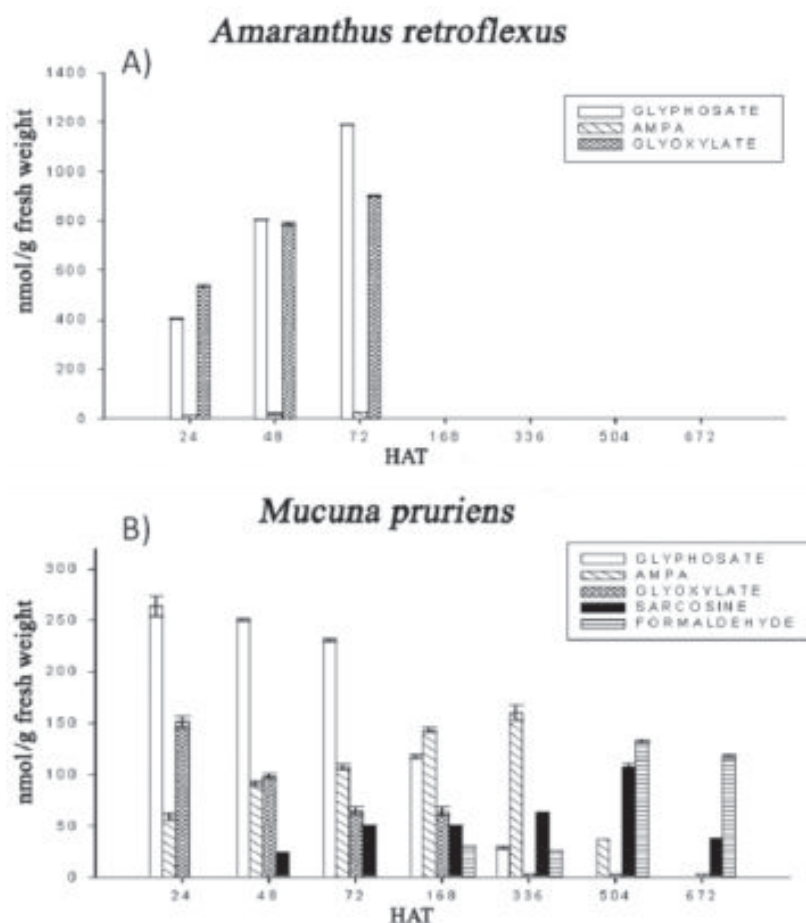 Amaranthus retroflexus
A)
1400
1200
1000
800
600
400
200
0
nmol/g fresh weight
GLYPHOSATE
AMPA
GLYOXYLATE
24 48 72 168 336 504 672
HAT
Mucuna pruriens
B)
300
250
200
150
100
50
0
nmol/g fresh weight
GLYPHOSATE
AMPA
GLYOXYLATE
SARCOSINE
FORMALDEHYDE
24 48 72 168 336 504 672
HAT